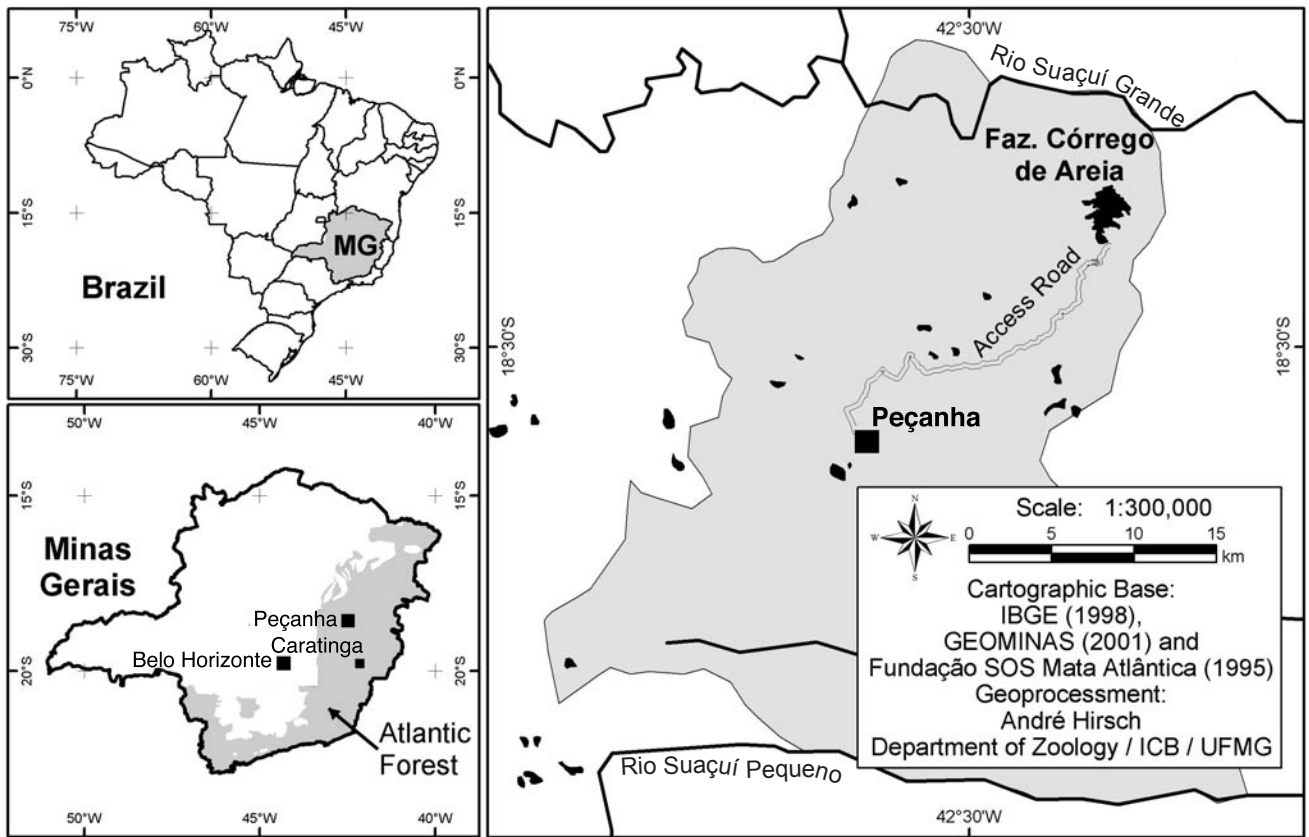 75°W 60°W 45°W
0°N
0°N
15°S
15°S
30°S
30°S
MG
Brazil
75°W 60°W 45°W
50°W 45°W 40°W
15°S
15°S
20°S
20°S
Minas
Gerais
Peçanha
Caratinga
Belo Horizonte
Atlantic
Forest
50°W 45°W 40°W
42°30'W
Rio Suaçuí Grande
Faz. Córrego
de Areia
Access Road
18°30'S
18°30'S
Peçanha
N
W E
S
Scale: 1:300,000
0 5 10 15
km
Cartographic Base:
IBGE (1998),
GEOMINAS (2001) and
Fundação SOS Mata Atlântica (1995)
Geoprocessment:
André Hirsch
Department of Zoology / ICB / UFMG
Rio Suaçuí Pequeno
42°30'W